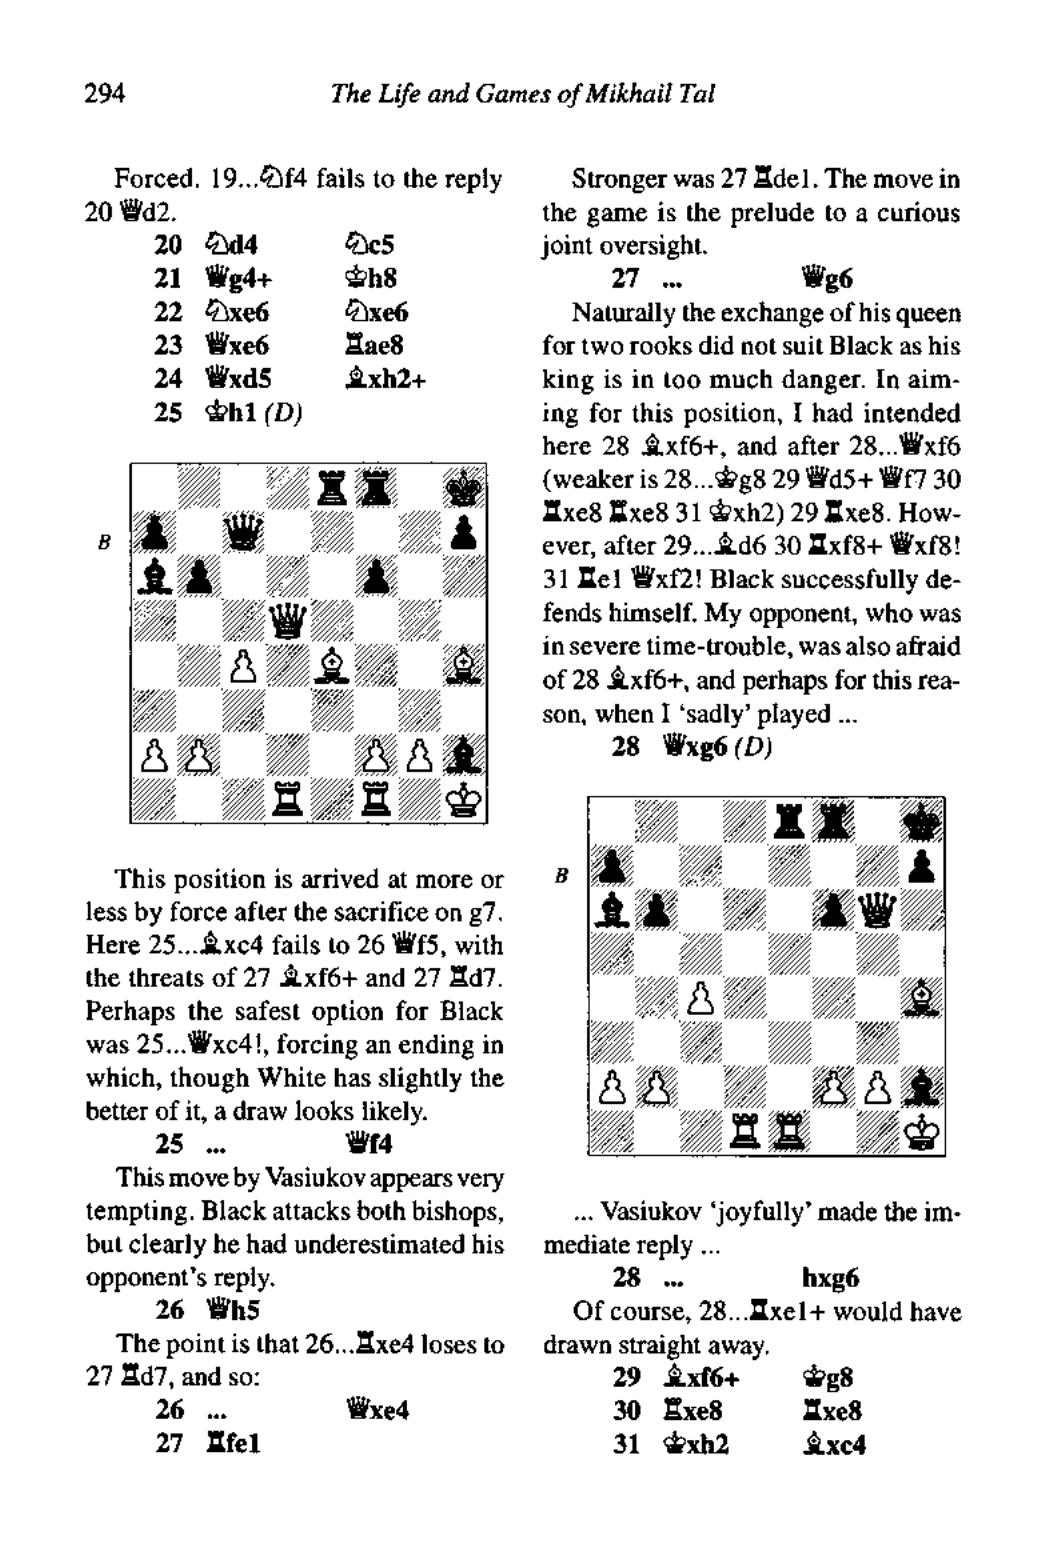 294
The Life and Games of Mikhail Tal
Forced. 19...♘f4 fails to the reply
20 ♕d2.
20 ♘d4 ♘c5
21 ♕g4+ ♔h8
22 ♘xe6 ♘xe6
23 ♕xe6 ♖ae8
24 ♕xd5 ♗xh2+
25 ♔h1 (D)
B
This position is arrived at more or
less by force after the sacrifice on g7.
Here 25...♗xc4 fails to 26 ♕f5, with
the threats of 27 ♗xf6+ and 27 ♖d7.
Perhaps the safest option for Black
was 25...♕xc4!, forcing an ending in
which, though White has slightly the
better of it, a draw looks likely.
25 ... ♕f4
This move by Vasiukov appears very
tempting. Black attacks both bishops,
but clearly he had underestimated his
opponent's reply.
26 ♕h5
The point is that 26...♖xe4 loses to
27 ♖d7, and so:
26 ... ♕xe4
27 ♖fe1
Stronger was 27 ♖de1. The move in
the game is the prelude to a curious
joint oversight.
27 ... ♕g6
Naturally the exchange of his queen
for two rooks did not suit Black as his
king is in too much danger. In aim-
ing for this position, I had intended
here 28 ♗xf6+, and after 28...♕xf6
(weaker is 28...♔g8 29 ♕d5+ ♕f7 30
♖xe8 ♖xe8 31 ♔xh2) 29 ♖xe8. How-
ever, after 29...♗d6 30 ♖xf8+ ♕xf8!
31 ♖e1 ♕xf2! Black successfully de-
fends himself. My opponent, who was
in severe time-trouble, was also afraid
of 28 ♗xf6+, and perhaps for this rea-
son, when I 'sadly' played ...
28 ♕xg6 (D)
B
... Vasiukov 'joyfully' made the im-
mediate reply ...
28 ... hxg6
Of course, 28...♖xe1+ would have
drawn straight away.
29 ♗xf6+ ♔g8
30 ♖xe8 ♖xe8
31 ♔xh2 ♗xc4